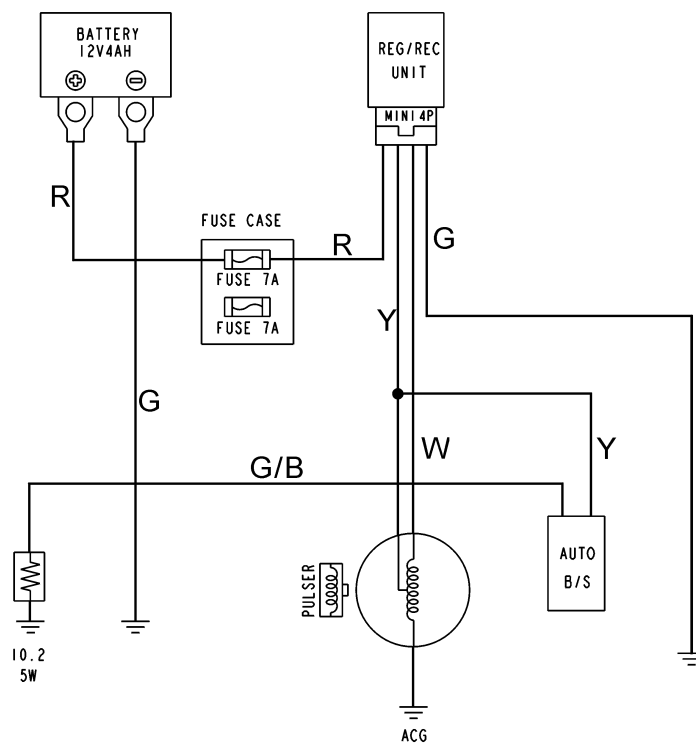 BATTERY
12V4AH
REG/REC
UNIT
MINI 4P
R
FUSE CASE
R
G
FUSE 7A
FUSE 7A
Y
G
W
Y
G/B
AUTO
B/S
PULSER
10.2
5W
ACG